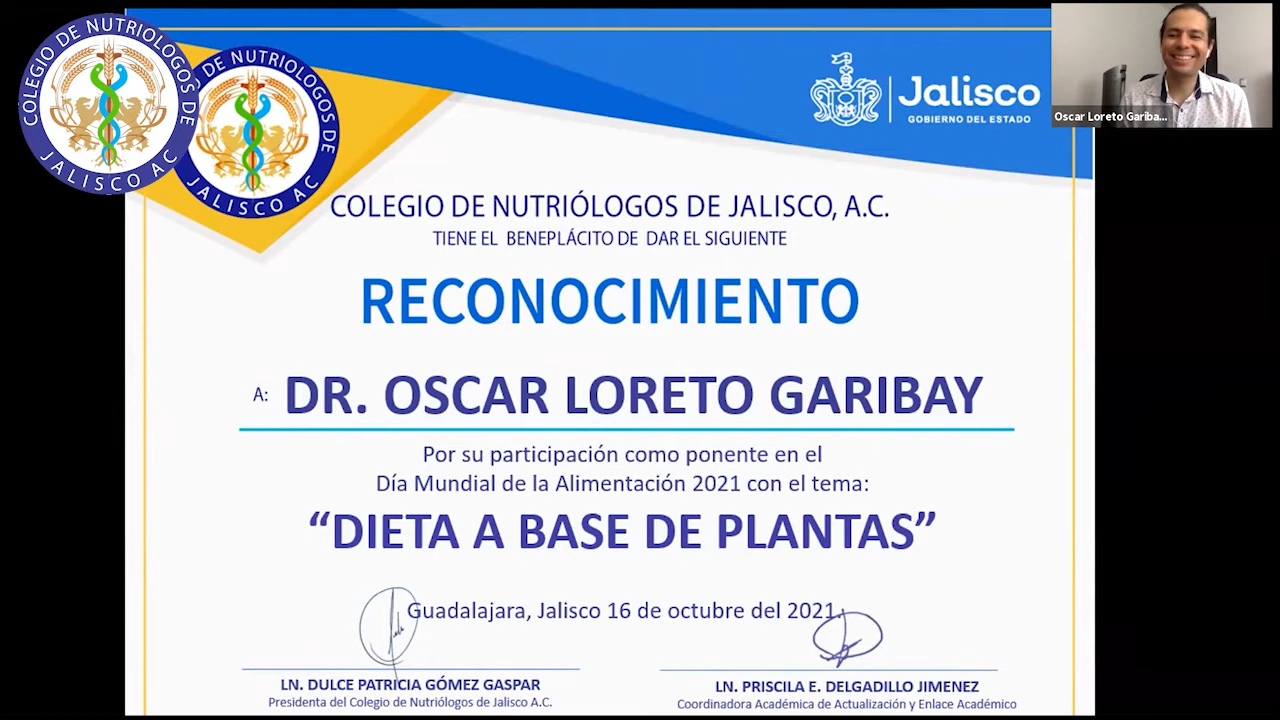 COLEGIO DE NUTRIOLOGOS DE JALISCO AC
DE NUTRIOLOGOS DE JALISCO AC
Jalisco
GOBIERNO DEL ESTADO
Oscar Loreto Gariba...
COLEGIO DE NUTRIÓLOGOS DE JALISCO, A.C.
TIENE EL BENEPLÁCITO DE DAR EL SIGUIENTE
RECONOCIMIENTO
A: DR. OSCAR LORETO GARIBAY
Por su participación como ponente en el
Día Mundial de la Alimentación 2021 con el tema:
“DIETA A BASE DE PLANTAS”
Guadalajara, Jalisco 16 de octubre del 2021.
LN. DULCE PATRICIA GÓMEZ GASPAR
Presidenta del Colegio de Nutriólogos de Jalisco A.C.
LN. PRISCILA E. DELGADILLO JIMENEZ
Coordinadora Académica de Actualización y Enlace Académico